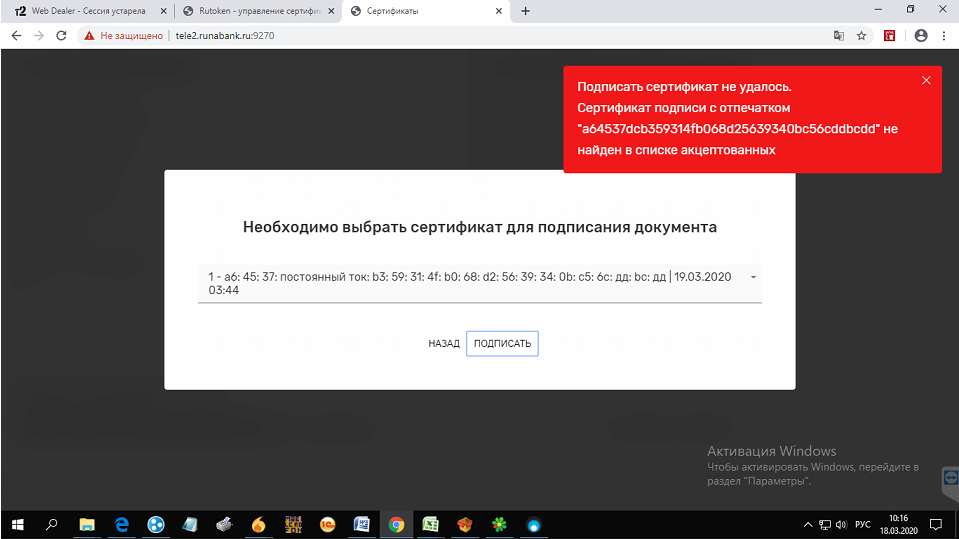 Web Dealer - Сессия устарела
Rutoken - управление сертифи
Сертификаты
Не защищено | tele2.runabank.ru:9270
Подписать сертификат не удалось.
Сертификат подписи с отпечатком
"a64537dcb359314fb068d25639340bc56cddbcdd" не
найден в списке акцептованных
Необходимо выбрать сертификат для подписания документа
1 - a6: 45: 37: постоянный ток: b3: 59: 31: 4f: b0: 68: d2: 56: 39: 34: 0b: c5: 6c: дд: bc: дд | 19.03.2020
03:44
НАЗАД ПОДПИСАТЬ
Активация Windows
Чтобы активировать Windows, перейдите в
раздел "Параметры".
РУС
10:16
18.03.2020